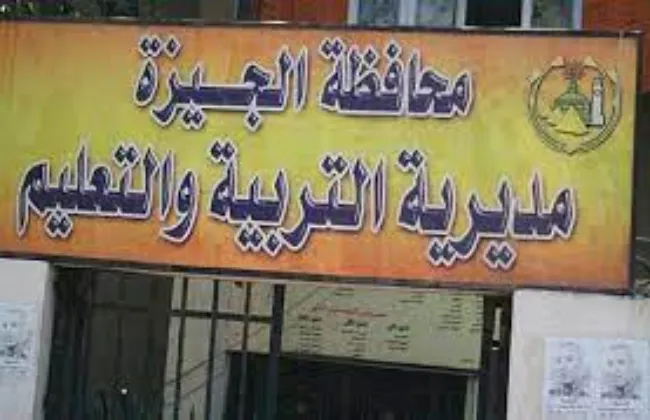 محافظة الجيزة
مديرية التربية والتعليم